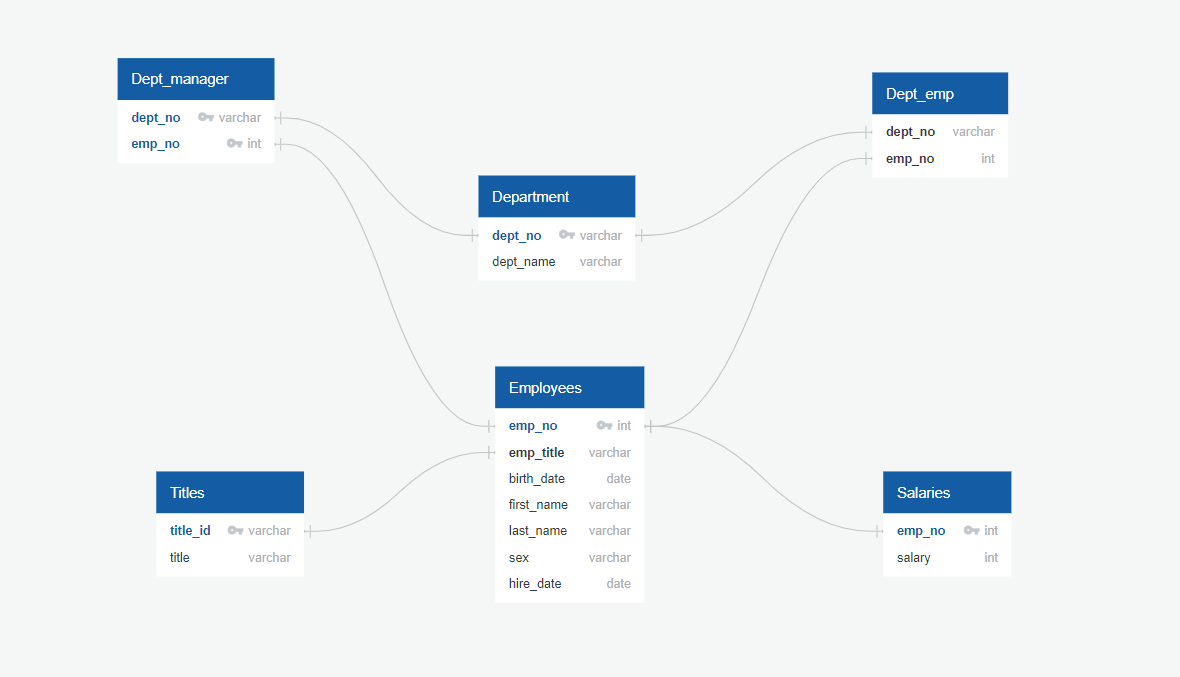 Dept_manager
dept_no varchar
emp_no int
Dept_emp
dept_no varchar
emp_no int
Department
dept_no varchar
dept_name varchar
Employees
emp_no int
emp_title varchar
birth_date date
first_name varchar
last_name varchar
sex varchar
hire_date date
Titles
title_id varchar
title varchar
Salaries
emp_no int
salary int